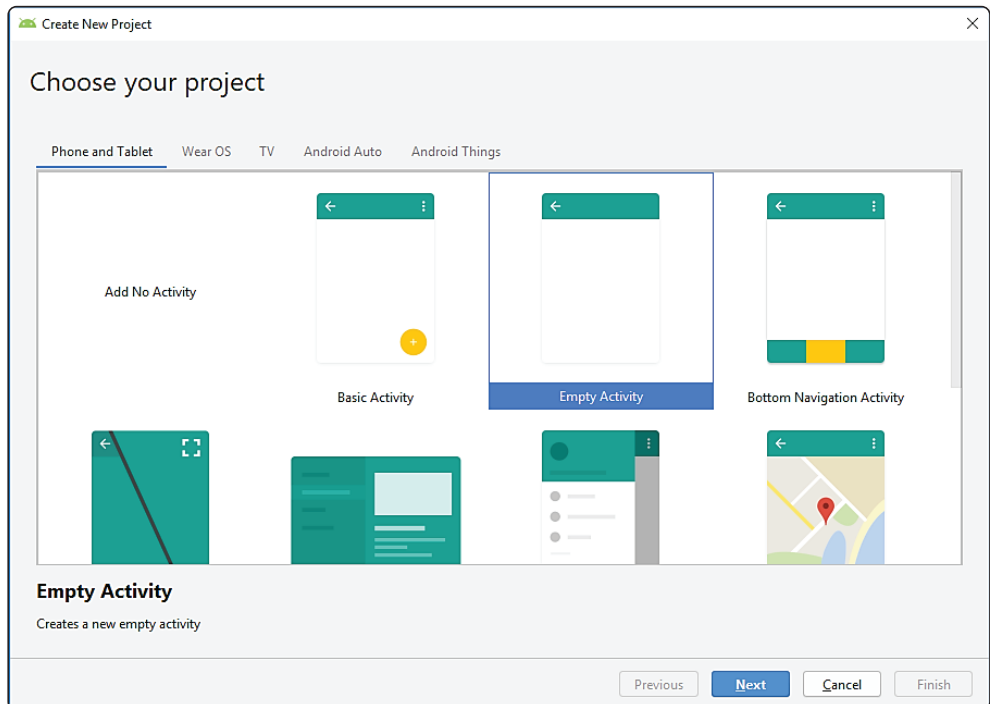 Create New Project
Choose your project
Phone and Tablet Wear OS TV Android Auto Android Things
Add No Activity
Basic Activity
Empty Activity
Bottom Navigation Activity
Empty Activity
Creates a new empty activity
Previous Next Cancel Finish